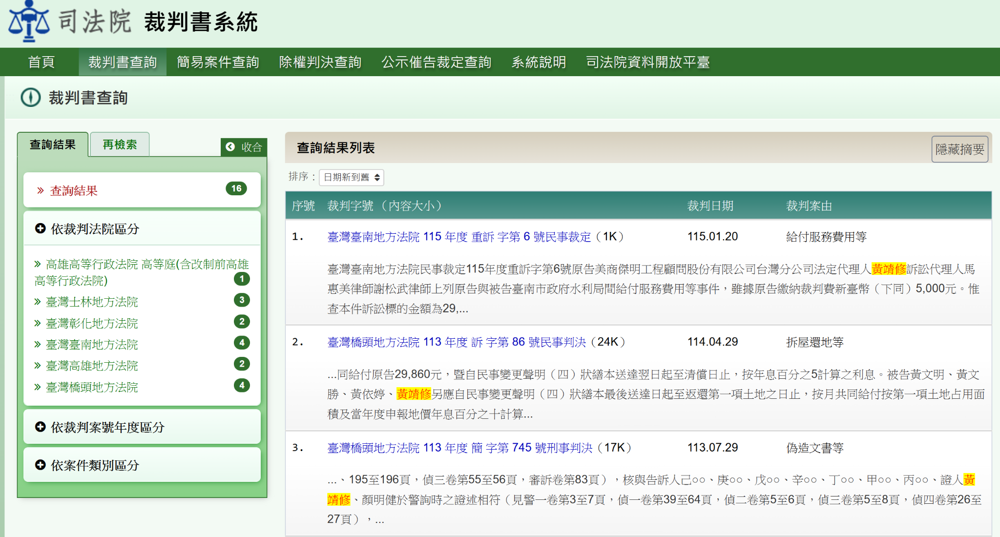 司法院 裁判書系統
首頁 裁判書查詢 簡易案件查詢 除權判決查詢 公示催告裁定查詢 系統說明 司法院資料開放平臺
裁判書查詢
查詢結果 再檢索 收合
查詢結果 16
依裁判法院區分
高雄高等行政法院 高等庭(含改制前高雄
高等行政法院) 1
臺灣士林地方法院 3
臺灣彰化地方法院 2
臺灣臺南地方法院 4
臺灣高雄地方法院 2
臺灣橋頭地方法院 4
依裁判案號年度區分
依案件類別區分
查詢結果列表 隱藏摘要
排序：日期新到舊
序號 裁判字號（內容大小） 裁判日期 裁判案由
1. 臺灣臺南地方法院 115 年度 重訴 字第 6 號民事裁定（1K） 115.01.20 給付服務費用等
臺灣臺南地方法院民事裁定115年度重訴字第6號原告美商傑明工程顧問股份有限公司台灣分公司法定代理人黃靖修訴訟代理人馬
惠美律師謝松武律師上列原告與被告臺南市政府水利局間給付服務費用等事件，雖據原告繳納裁判費新臺幣（下同）5,000元。惟
查本件訴訟標的金額為29,...
2. 臺灣橋頭地方法院 113 年度 訴 字第 86 號民事判決（24K） 114.04.29 拆屋還地等
...同給付原告29,860元，暨自民事變更聲明（四）狀繕本送達翌日起至清償日止，按年息百分之5計算之利息。被告黃文明、黃文
勝、黃依婷、黃靖修另應自民事變更聲明（四）狀繕本最後送達日起至返還第一項土地之日止，按月共同給付按第一項土地占用面
積及當年度申報地價年息百分之十計算...
3. 臺灣橋頭地方法院 113 年度 簡 字第 745 號刑事判決（17K） 113.07.29 偽造文書等
...、195至196頁，偵三卷第55至56頁，審訴卷第83頁），核與告訴人己○○、庚○○、戊○○、辛○○、丁○○、甲○○、丙○○、證人黃
靖修、顏明健於警詢時之證述相符（見警一卷第3至7頁，偵一卷第39至64頁，偵二卷第5至6頁，偵三卷第5至8頁，偵四卷第26至
27頁），...